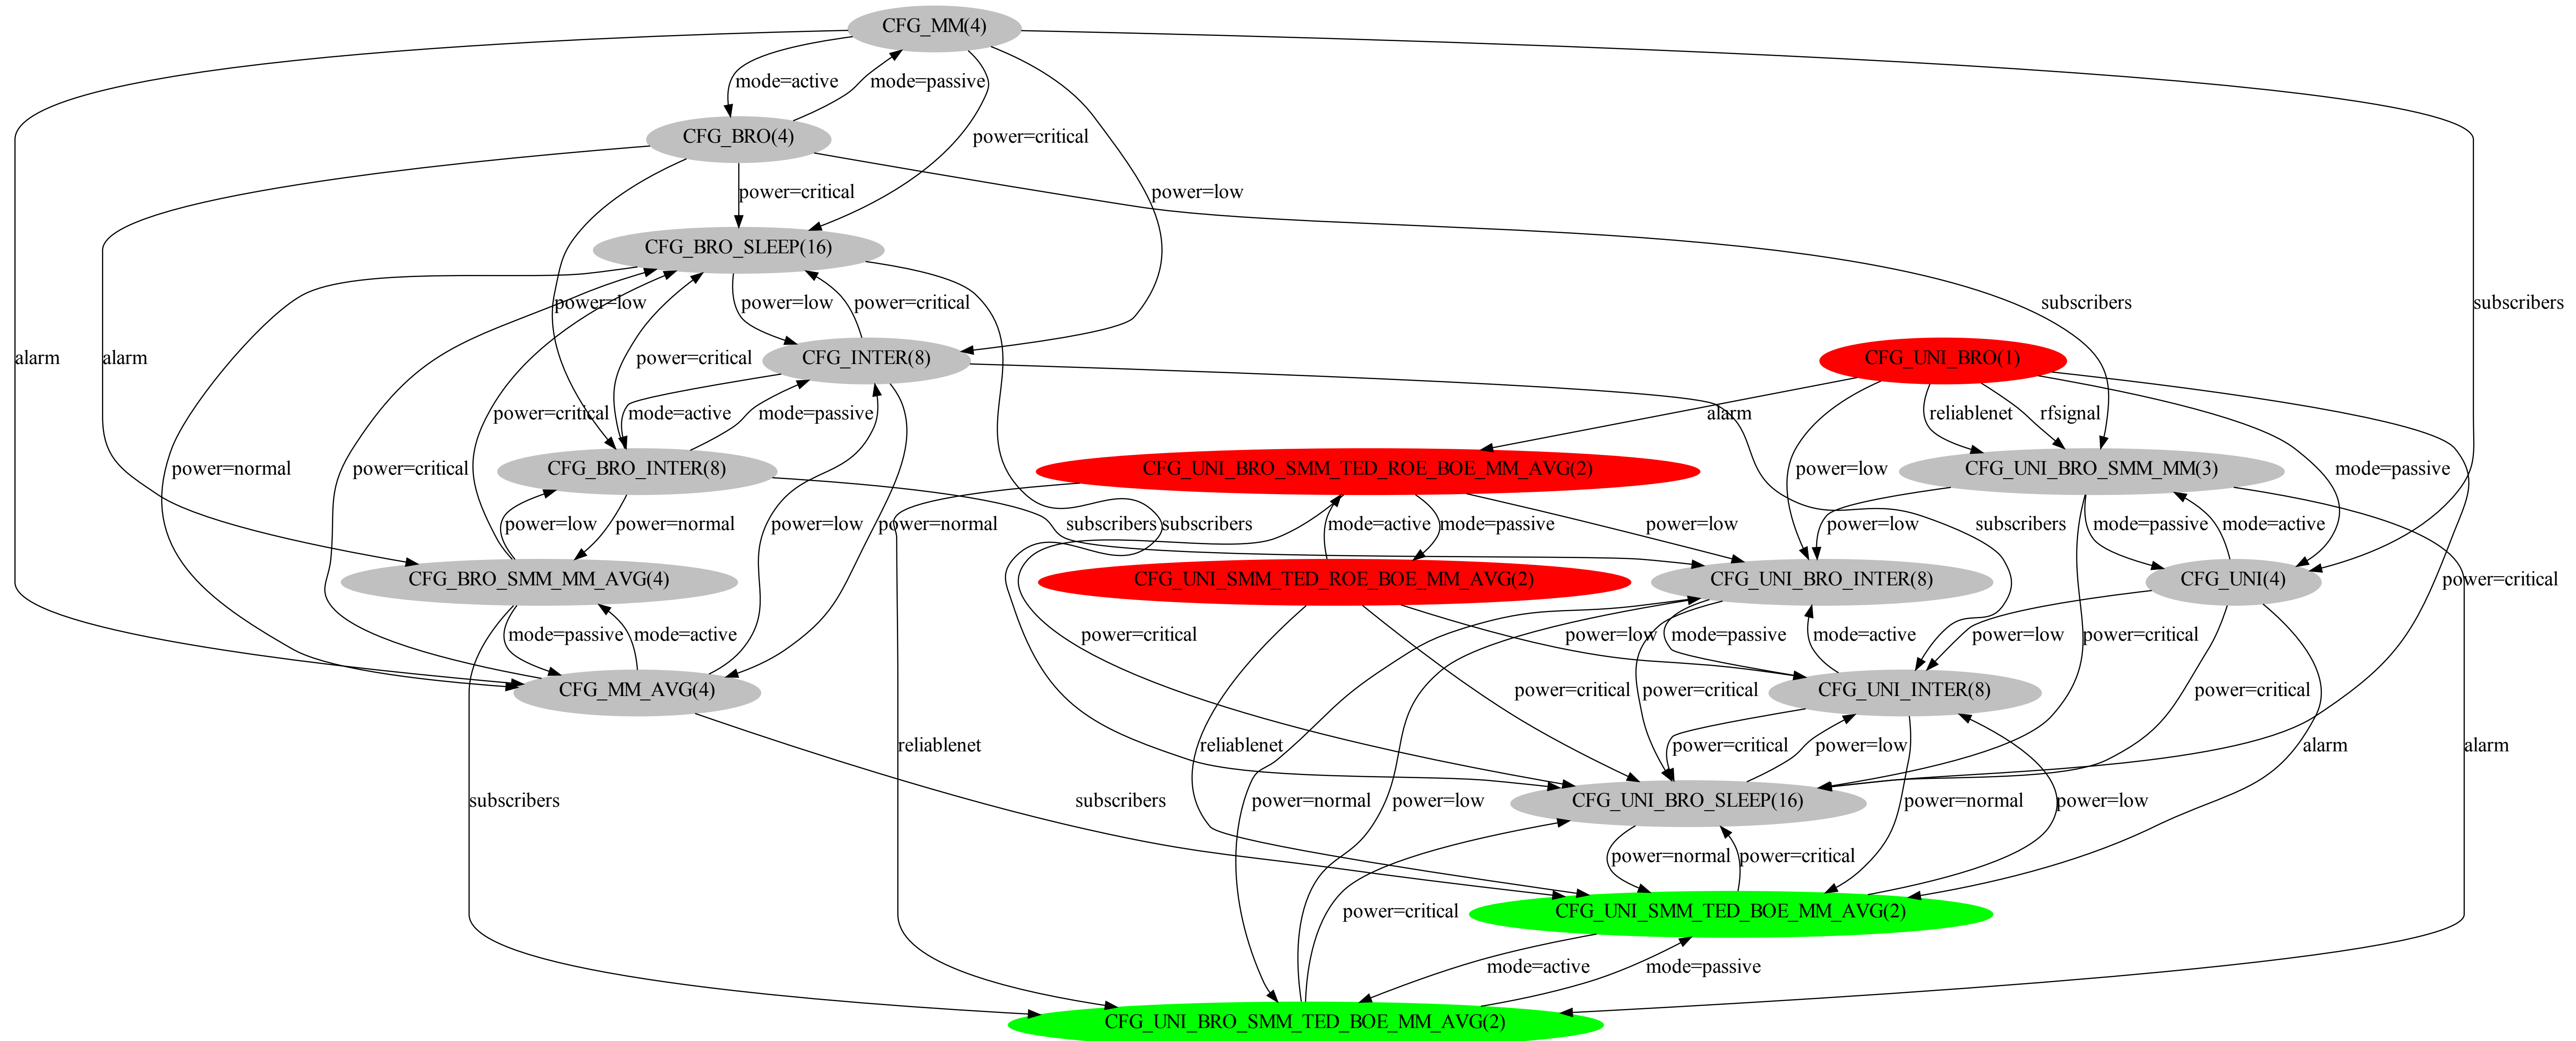 CFG_MM(4)
mode=active
mode=passive
CFG_BRO(4)
power=critical
power=critical
power=low
CFG_BRO_SLEEP(16)
power=low
power=low
power=critical
subscribers
subscribers
alarm
alarm
power=critical
CFG_INTER(8)
CFG_UNI_BRO(1)
power=critical
mode=active
mode=passive
alarm
reliablenet
rfsignal
power=normal
power=critical
CFG_BRO_INTER(8)
CFG_UNI_BRO_SMM_TED_ROE_BOE_MM_AVG(2)
power=low
CFG_UNI_BRO_SMM_MM(3)
mode=passive
power=low
power=normal
power=low
power=normal
subscribers
subscribers
mode=active
mode=passive
power=low
power=low
subscribers
mode=passive
mode=active
CFG_BRO_SMM_MM_AVG(4)
CFG_UNI_SMM_TED_ROE_BOE_MM_AVG(2)
CFG_UNI_BRO_INTER(8)
CFG_UNI(4)
power=critical
mode=passive
mode=active
power=critical
power=low
mode=passive
mode=active
power=low
power=critical
CFG_MM_AVG(4)
power=critical
power=critical
CFG_UNI_INTER(8)
power=critical
reliablenet
reliablenet
power=critical
power=low
alarm
alarm
subscribers
subscribers
power=normal
power=low
CFG_UNI_BRO_SLEEP(16)
power=normal
power=low
power=normal
power=critical
power=critical
CFG_UNI_SMM_TED_BOE_MM_AVG(2)
mode=active
mode=passive
CFG_UNI_BRO_SMM_TED_BOE_MM_AVG(2)